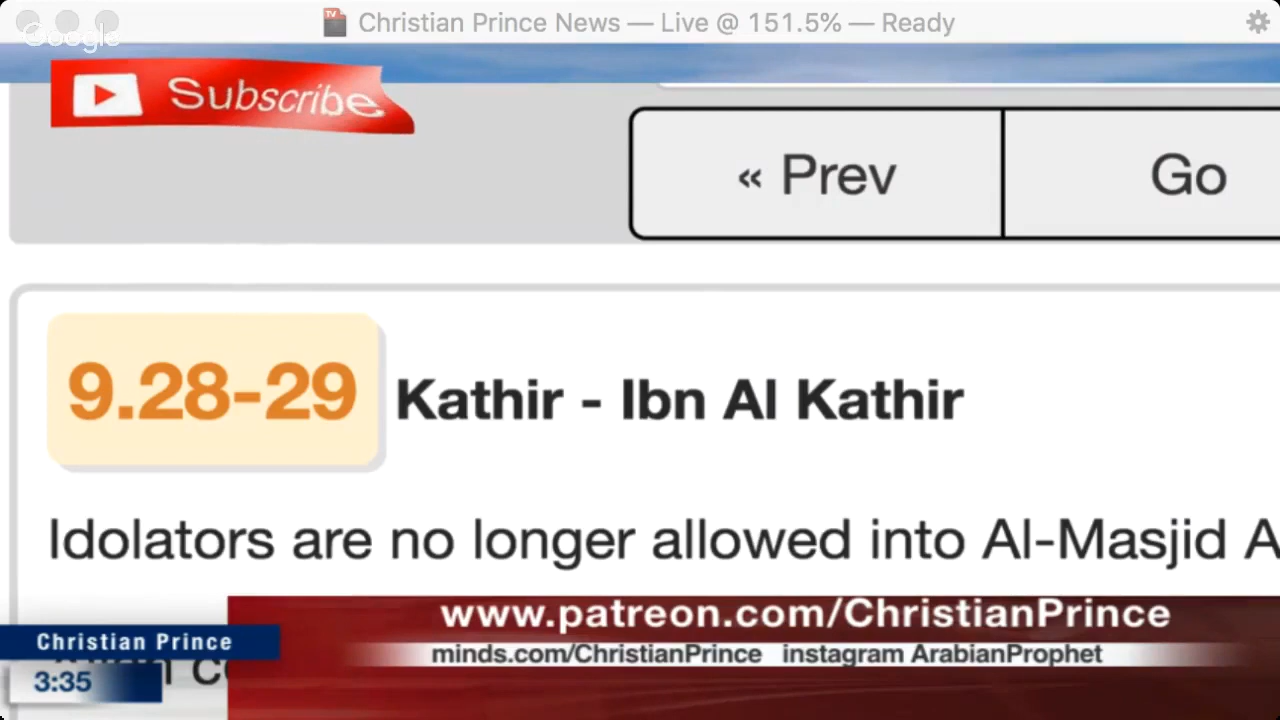 Christian Prince News — Live @ 151.5% — Ready
Google
Subscribe
« Prev
Go
9.28-29
Kathir - Ibn Al Kathir
Idolators are no longer allowed into Al-Masjid A
www.patreon.com/ChristianPrince
Christian Prince
minds.com/ChristianPrince instagram ArabianProphet
3:35